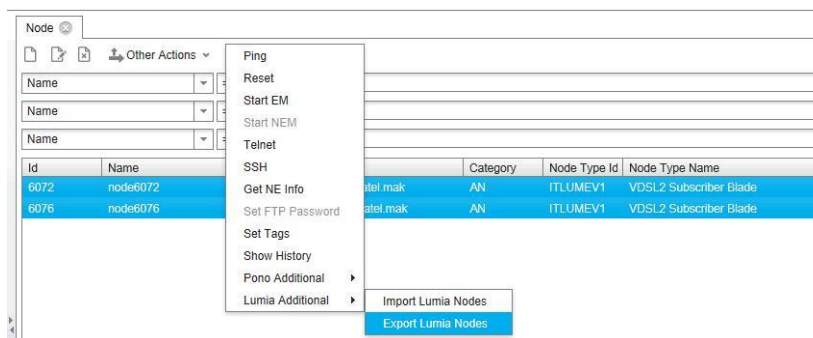 Node
Other Actions
Name
Name
Name
Ping
Reset
Start EM
Start NEM
Telnet
SSH
Get NE Info
Set FTP Password
Set Tags
Show History
Pono Additional
Lumia Additional
Import Lumia Nodes
Export Lumia Nodes
Id Name Category Node Type Id Node Type Name
6072 node6072 atel.mak AN ITLUMEV1 VDSL2 Subscriber Blade
6076 node6076 atel.mak AN ITLUMEV1 VDSL2 Subscriber Blade